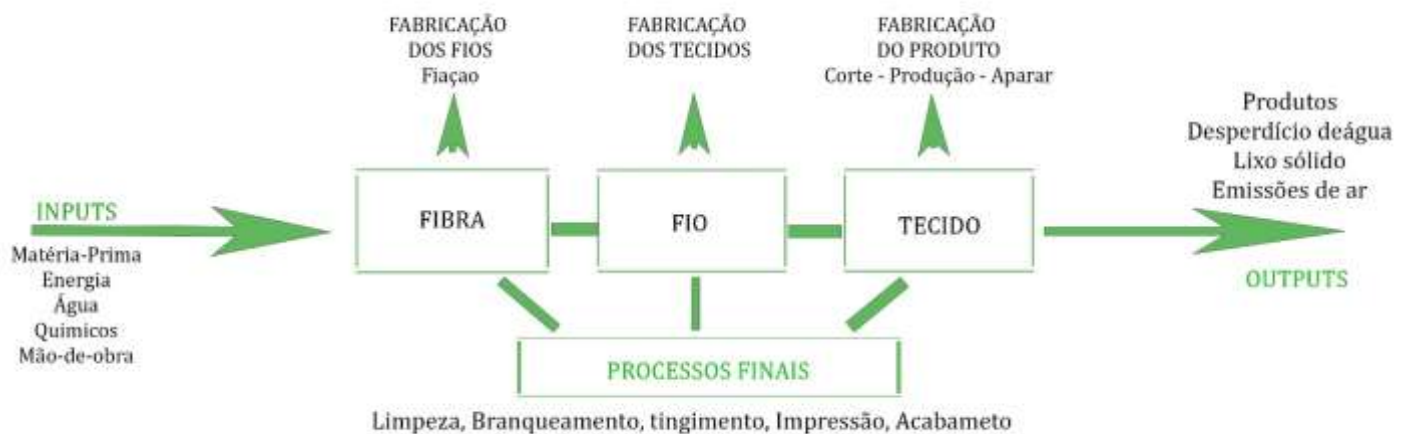 FABRICAÇÃO
DOS FIOS
Fiaçao
FABRICAÇÃO
DOS TECIDOS
FABRICAÇÃO
DO PRODUTO
Corte - Produção - Aparar
INPUTS
Matéria-Prima
Energia
Água
Quimicos
Mão-de-obra
FIBRA
FIO
TECIDO
Produtos
Desperdício deágua
Lixo sólido
Emissões de ar
OUTPUTS
PROCESSOS FINAIS
Limpeza, Branqueamento, tingimento, Impressão, Acabameto